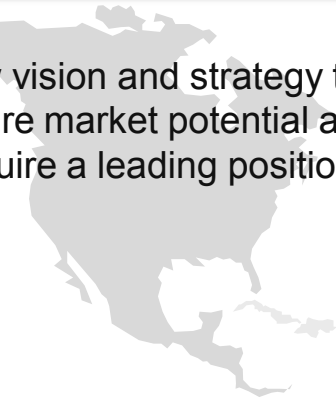 vision and strategy
market potential
a leading